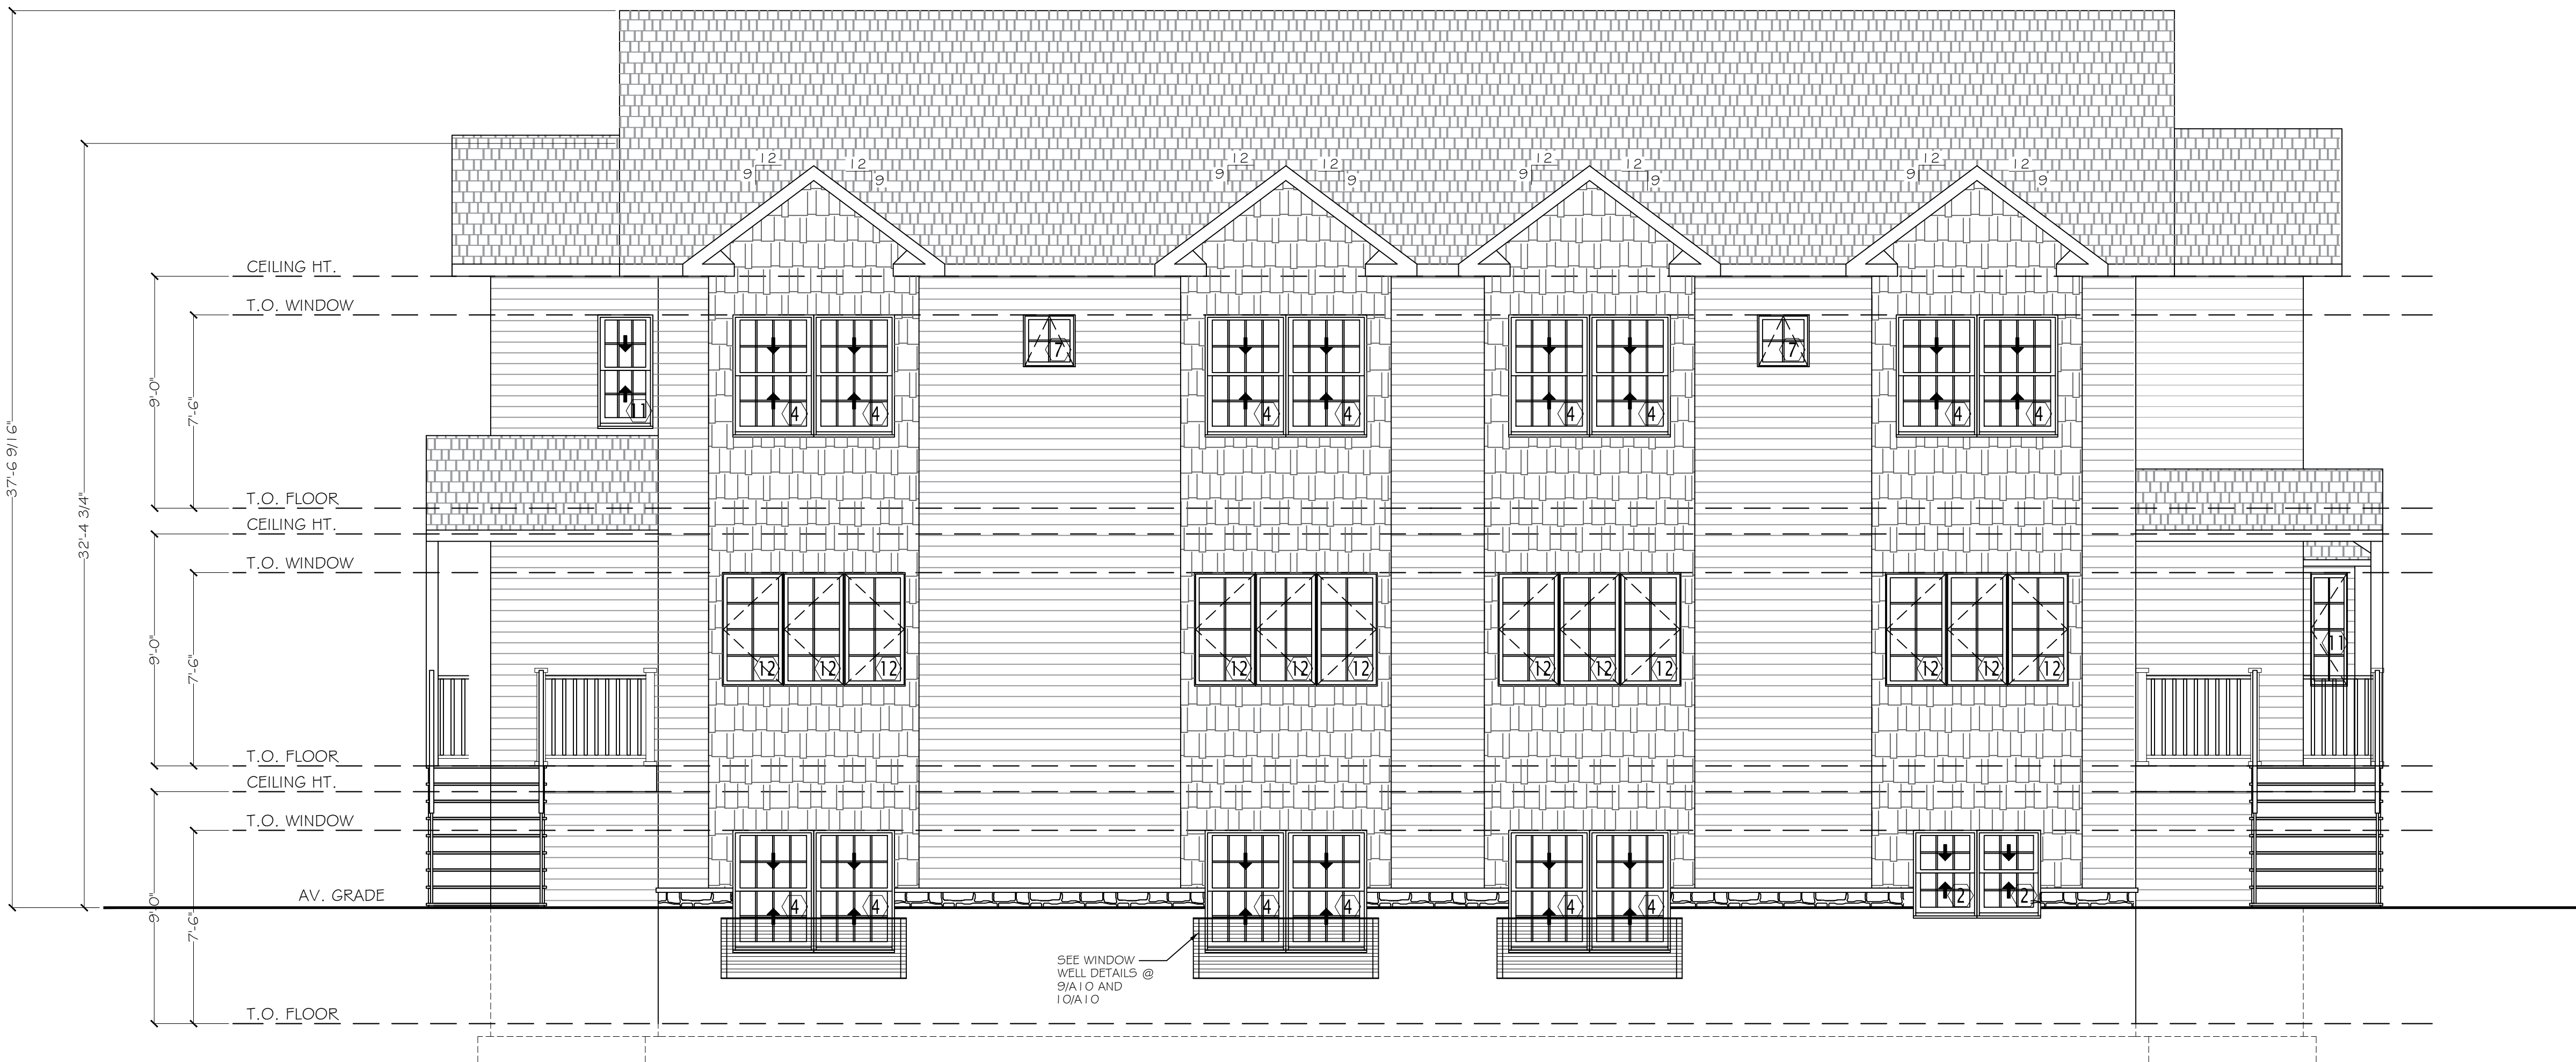 12 12 12 12 12 12 12 12
9 9 9 9 9 9 9 9
CEILING HT.
T.O. WINDOW
7 7
9'-0"
7'-6"
11 4 4 4 4 4 4 4 4
37'-6 9/16"
32'-4 3/4"
T.O. FLOOR
CEILING HT.
T.O. WINDOW
11
9'-0"
7'-6"
12 12 12 12 12 12 12 12 12 12 12 12
T.O. FLOOR
CEILING HT.
T.O. WINDOW
AV. GRADE
9'-0"
7'-6"
4 4 4 4 4 4 2 2
SEE WINDOW
WELL DETAILS @
9/A10 AND
10/A10
T.O. FLOOR